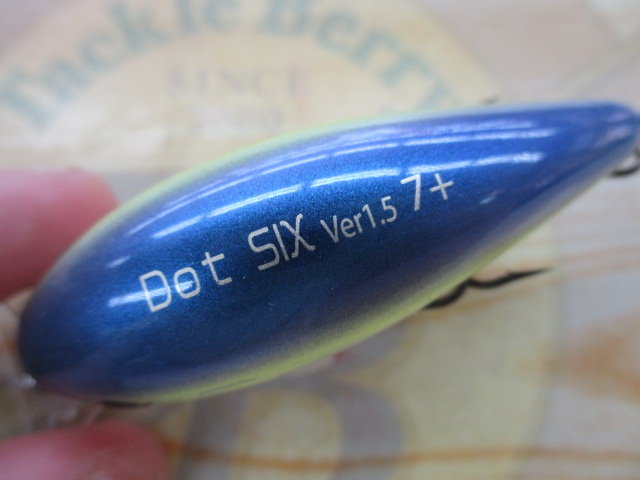 Tackle Berry
SINCE
Dot SIX Ver1.5 7+